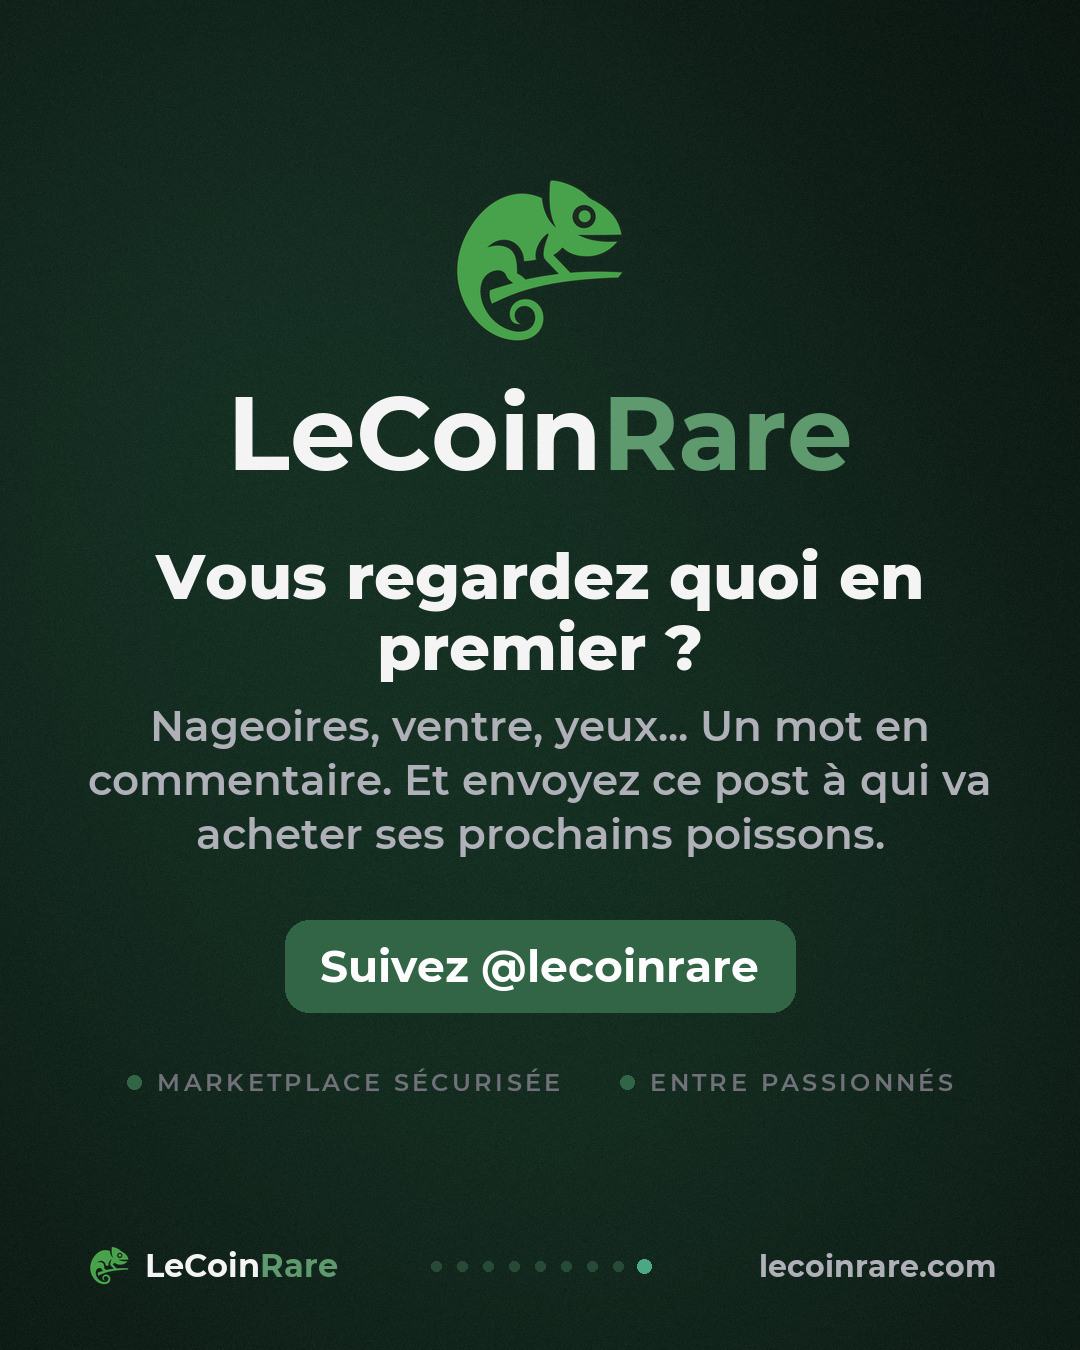 LeCoinRare
Vous regardez quoi en
premier ?
Nageoires, ventre, yeux... Un mot en
commentaire. Et envoyez ce post à qui va
acheter ses prochains poissons.
Suivez @lecoinrare
MARKETPLACE SÉCURISÉE ENTRE PASSIONNÉS
LeCoinRare lecoinrare.com